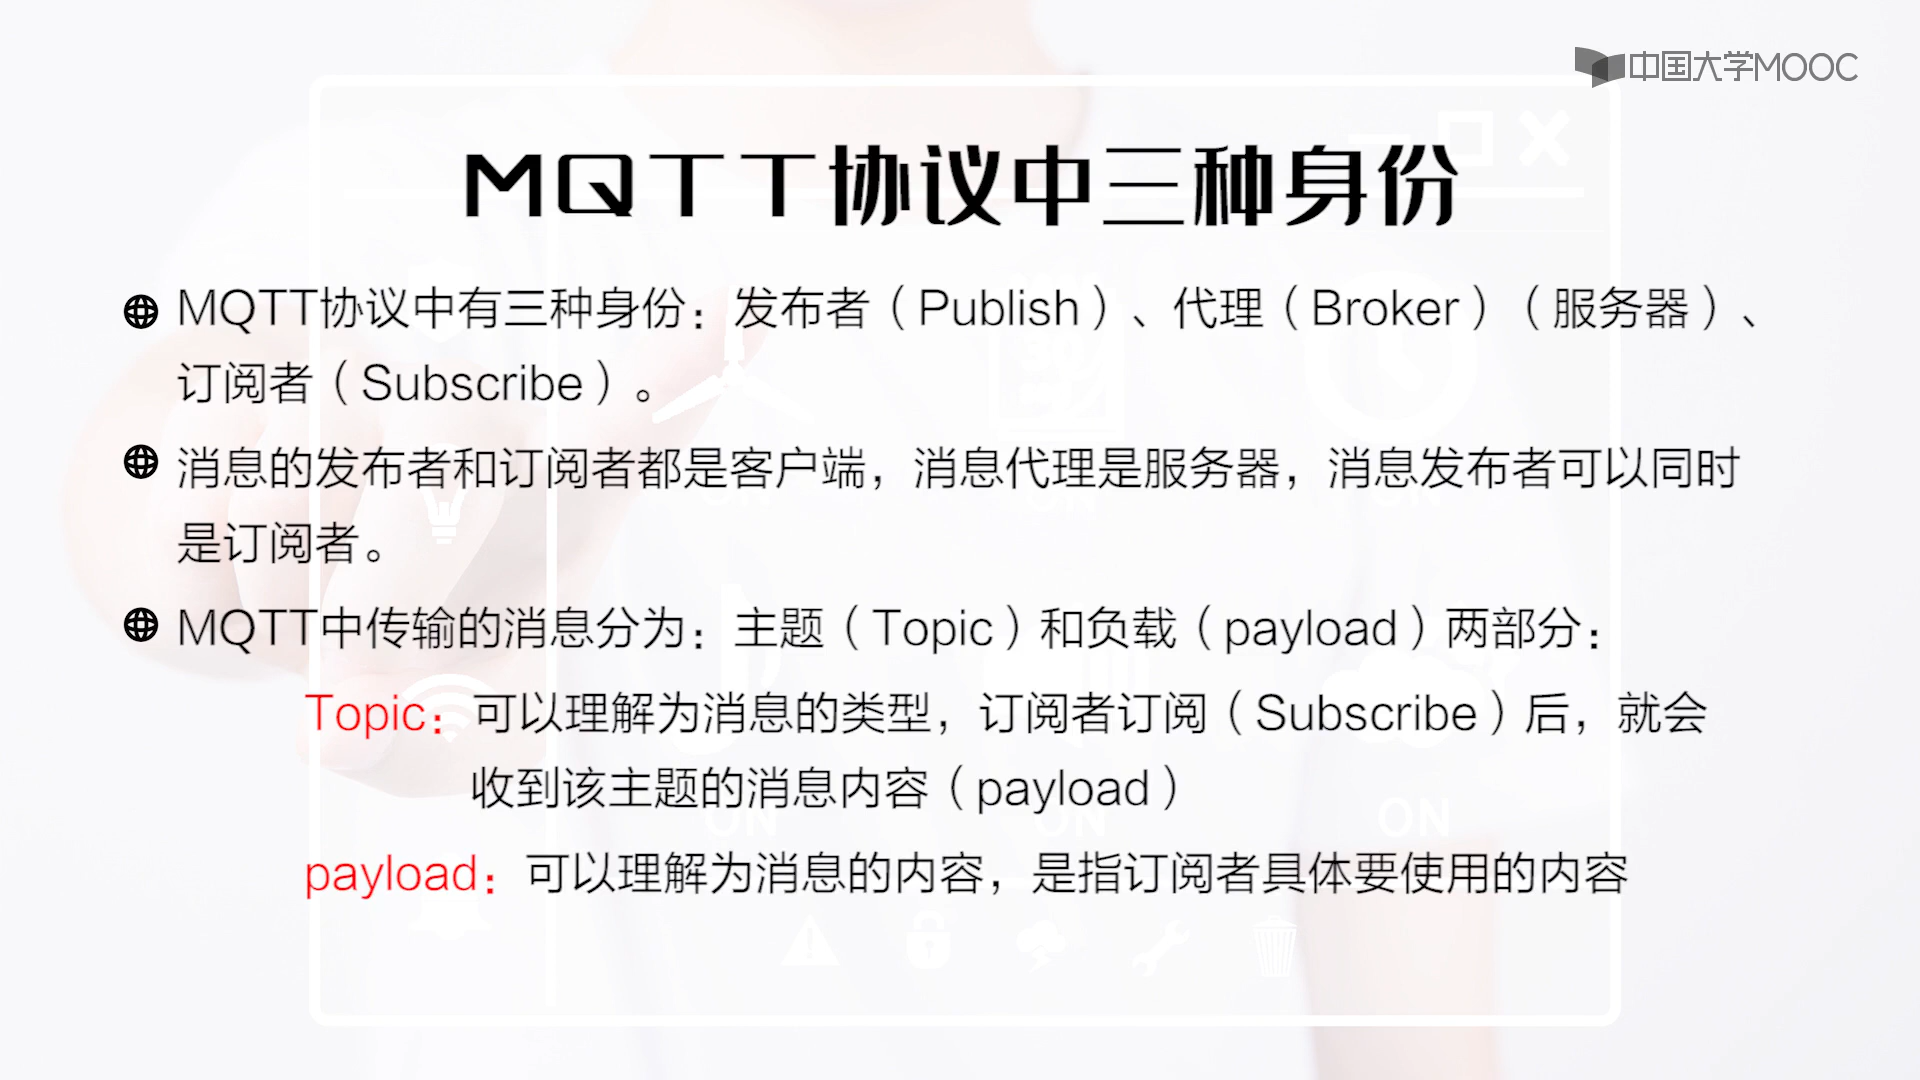 中国大学MOOC
MQTT协议中三种身份
MQTT协议中有三种身份：发布者（Publish）、代理（Broker）（服务器）、
订阅者（Subscribe）。
消息的发布者和订阅者都是客户端，消息代理是服务器，消息发布者可以同时
是订阅者。
MQTT中传输的消息分为：主题（Topic）和负载（payload）两部分：
Topic：可以理解为消息的类型，订阅者订阅（Subscribe）后，就会
收到该主题的消息内容（payload）
payload：可以理解为消息的内容，是指订阅者具体要使用的内容
ON
ON
ON